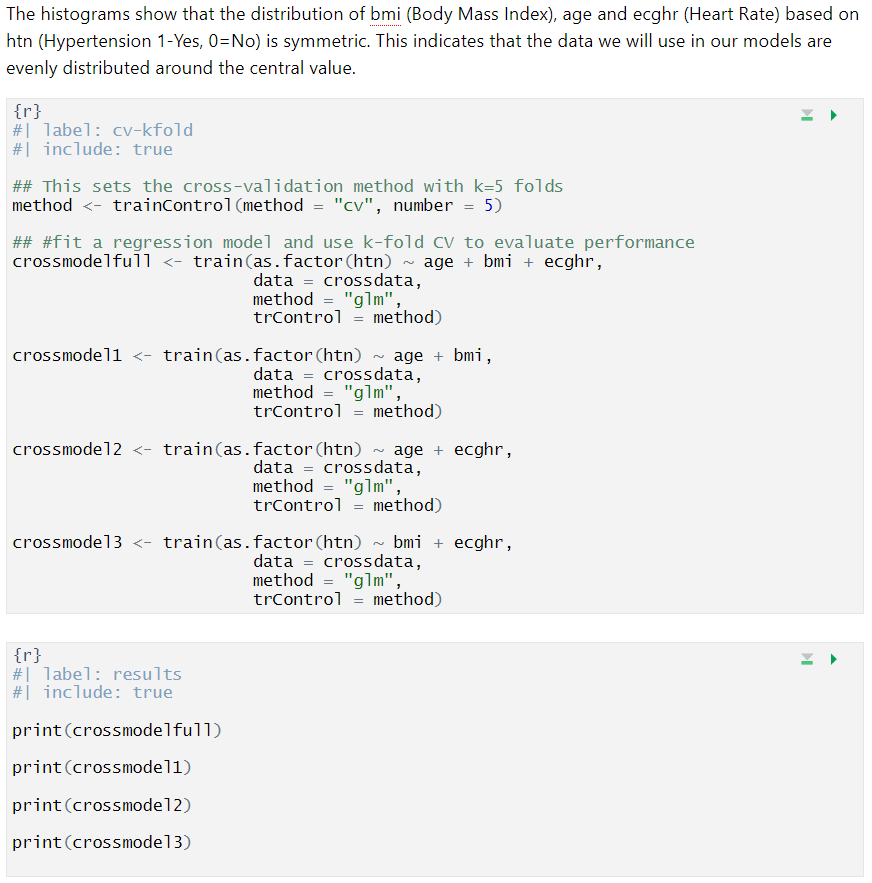 The histograms show that the distribution of bmi (Body Mass Index), age and ecghr (Heart Rate) based on
htn (Hypertension 1-Yes, 0=No) is symmetric. This indicates that the data we will use in our models are
evenly distributed around the central value.
{r}
#| label: cv-kfold
#| include: true
## This sets the cross-validation method with k=5 folds
method <- trainControl(method = "cv", number = 5)
## #fit a regression model and use k-fold CV to evaluate performance
crossmodelfull <- train(as.factor(htn) ~ age + bmi + ecghr,
data = crossdata,
method = "glm",
trControl = method)
crossmodel1 <- train(as.factor(htn) ~ age + bmi,
data = crossdata,
method = "glm",
trControl = method)
crossmodel2 <- train(as.factor(htn) ~ age + ecghr,
data = crossdata,
method = "glm",
trControl = method)
crossmodel3 <- train(as.factor(htn) ~ bmi + ecghr,
data = crossdata,
method = "glm",
trControl = method)
{r}
#| label: results
#| include: true
print(crossmodelfull)
print(crossmodel1)
print(crossmodel2)
print(crossmodel3)